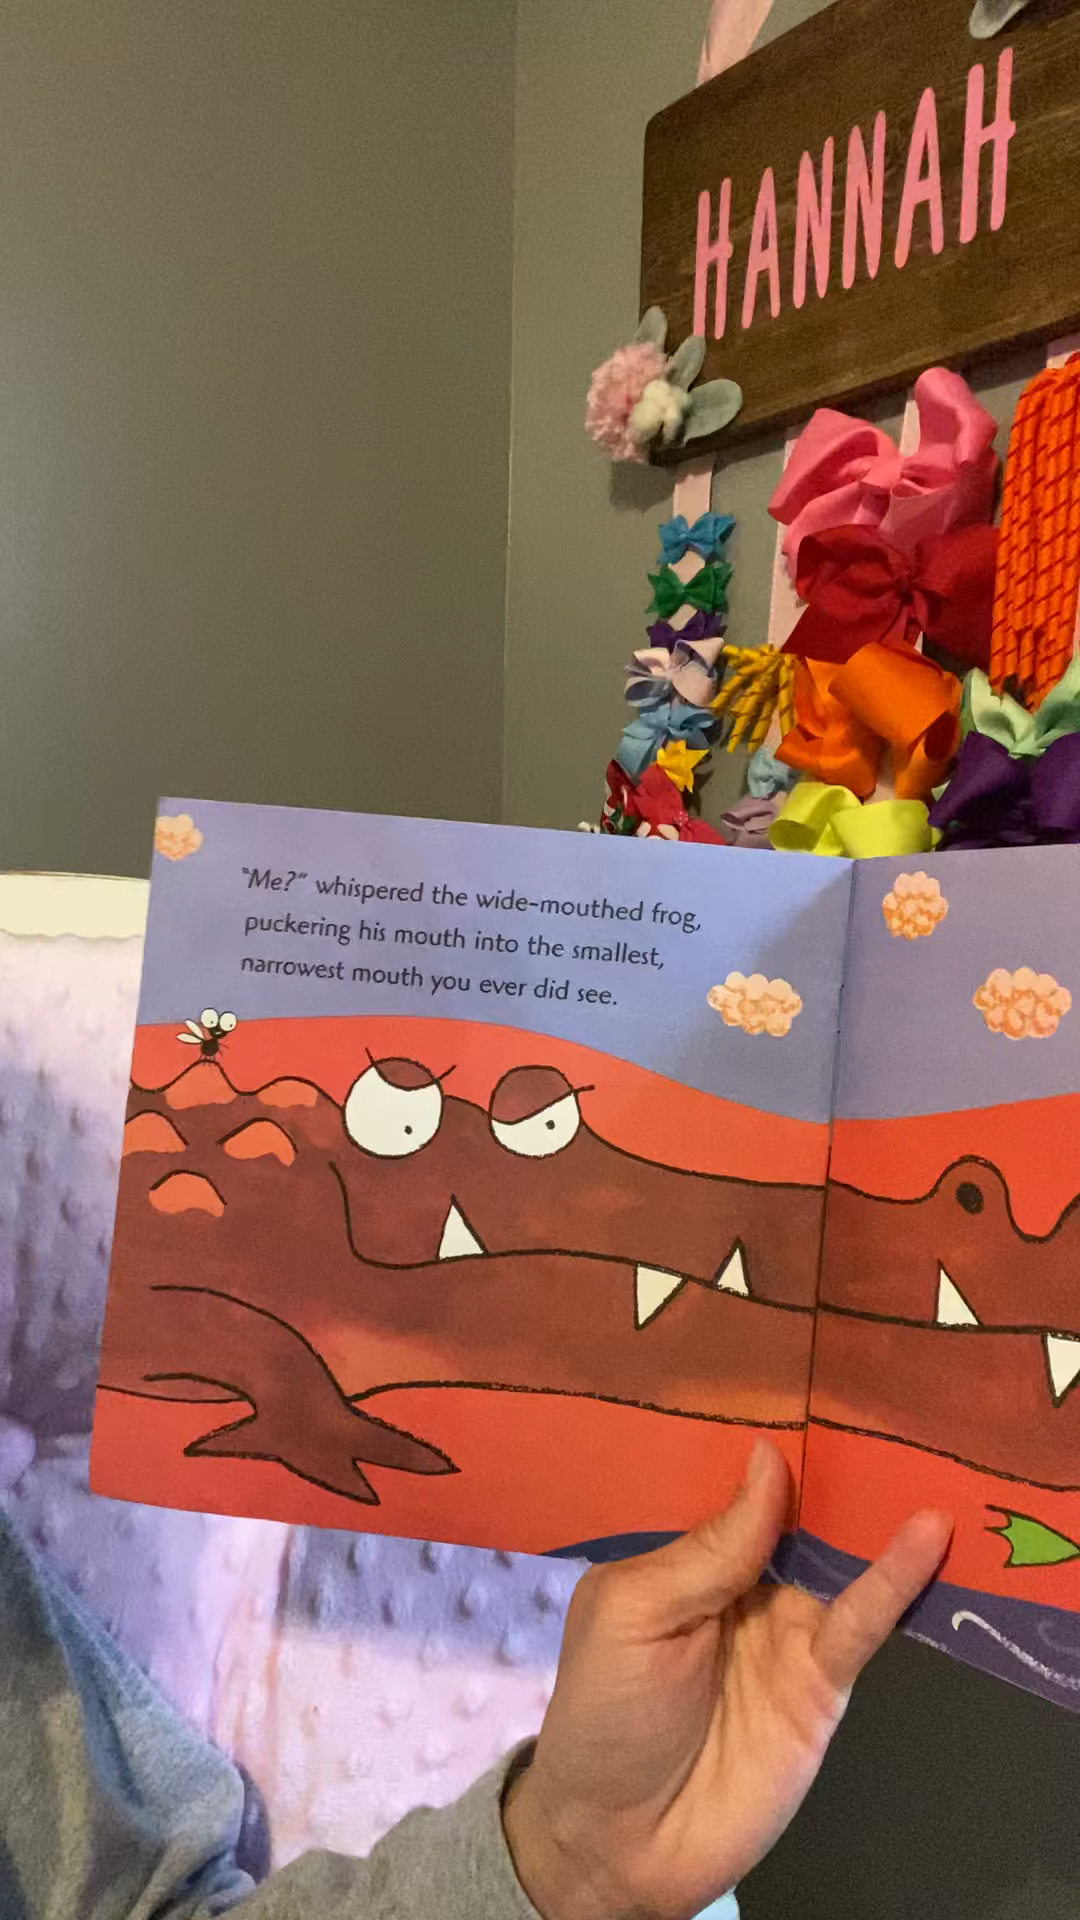 HANNAH
"Me?" whispered the wide-mouthed frog,
puckering his mouth into the smallest,
narrowest mouth you ever did see.